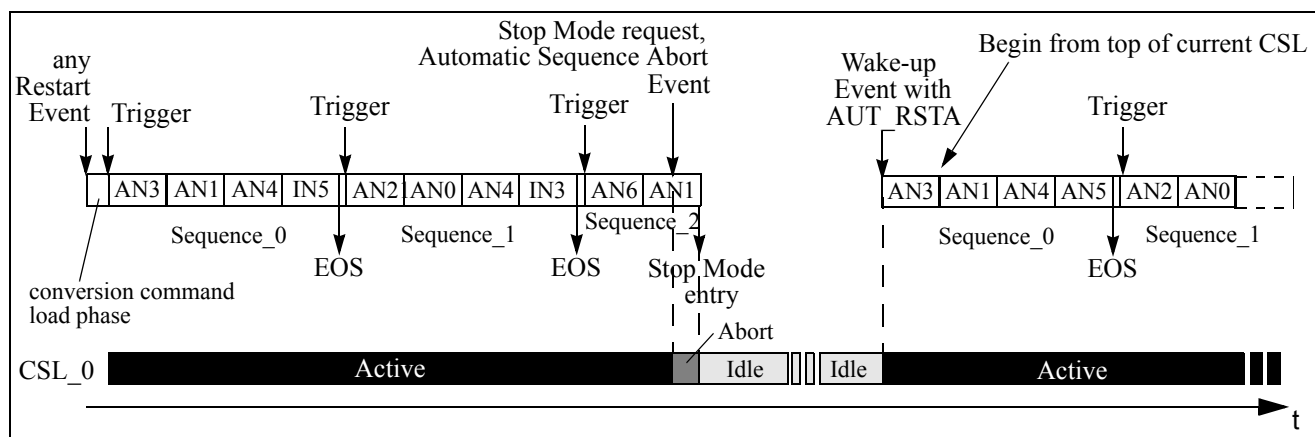 any
Restart
Event
Trigger
Trigger
Stop Mode request,
Automatic Sequence Abort
Event
Trigger
Wake-up
Event with
AUT_RSTA
Begin from top of current CSL
Trigger
AN3 AN1 AN4 IN5 AN21 AN0 AN4 IN3 AN6 AN1
AN3 AN1 AN4 AN5 AN2 AN0
Sequence_0
Sequence_1
Sequence_2
Sequence_0
Sequence_1
EOS
EOS
Stop Mode
entry
EOS
conversion command
load phase
Abort
CSL_0
Active
Idle
Idle
Active
t